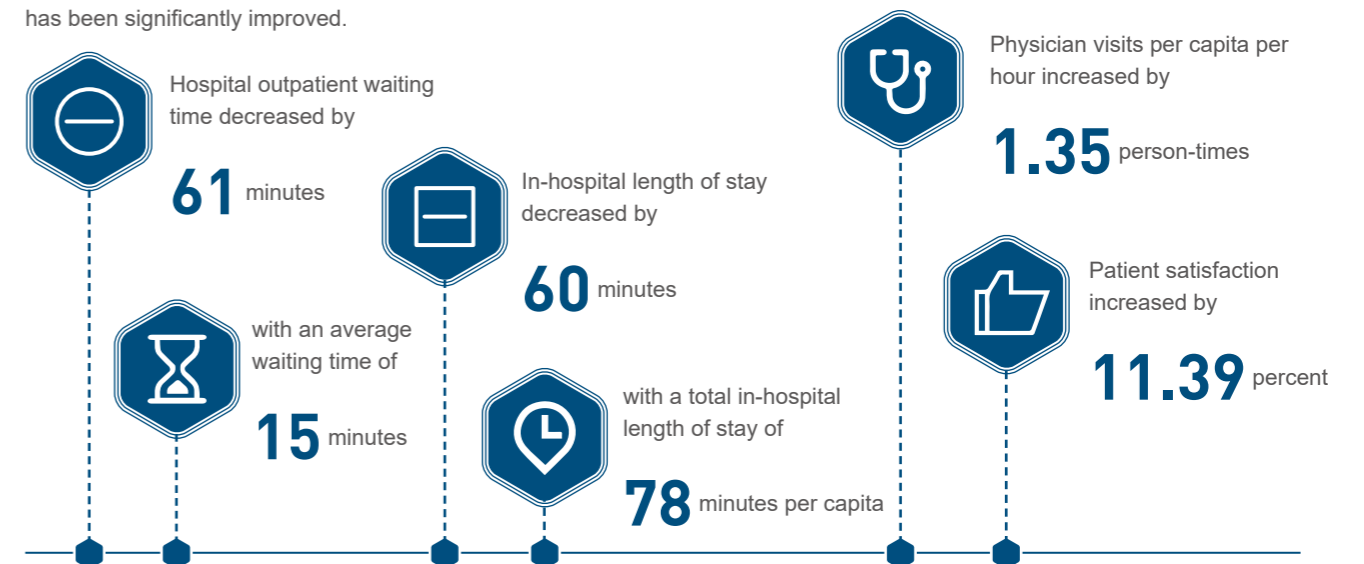 has been significantly improved.
Hospital outpatient waiting
time decreased by
61 minutes
with an average
waiting time of
15 minutes
In-hospital length of stay
decreased by
60 minutes
with a total in-hospital
length of stay of
78 minutes per capita
Physician visits per capita per
hour increased by
1.35 person-times
Patient satisfaction
increased by
11.39 percent